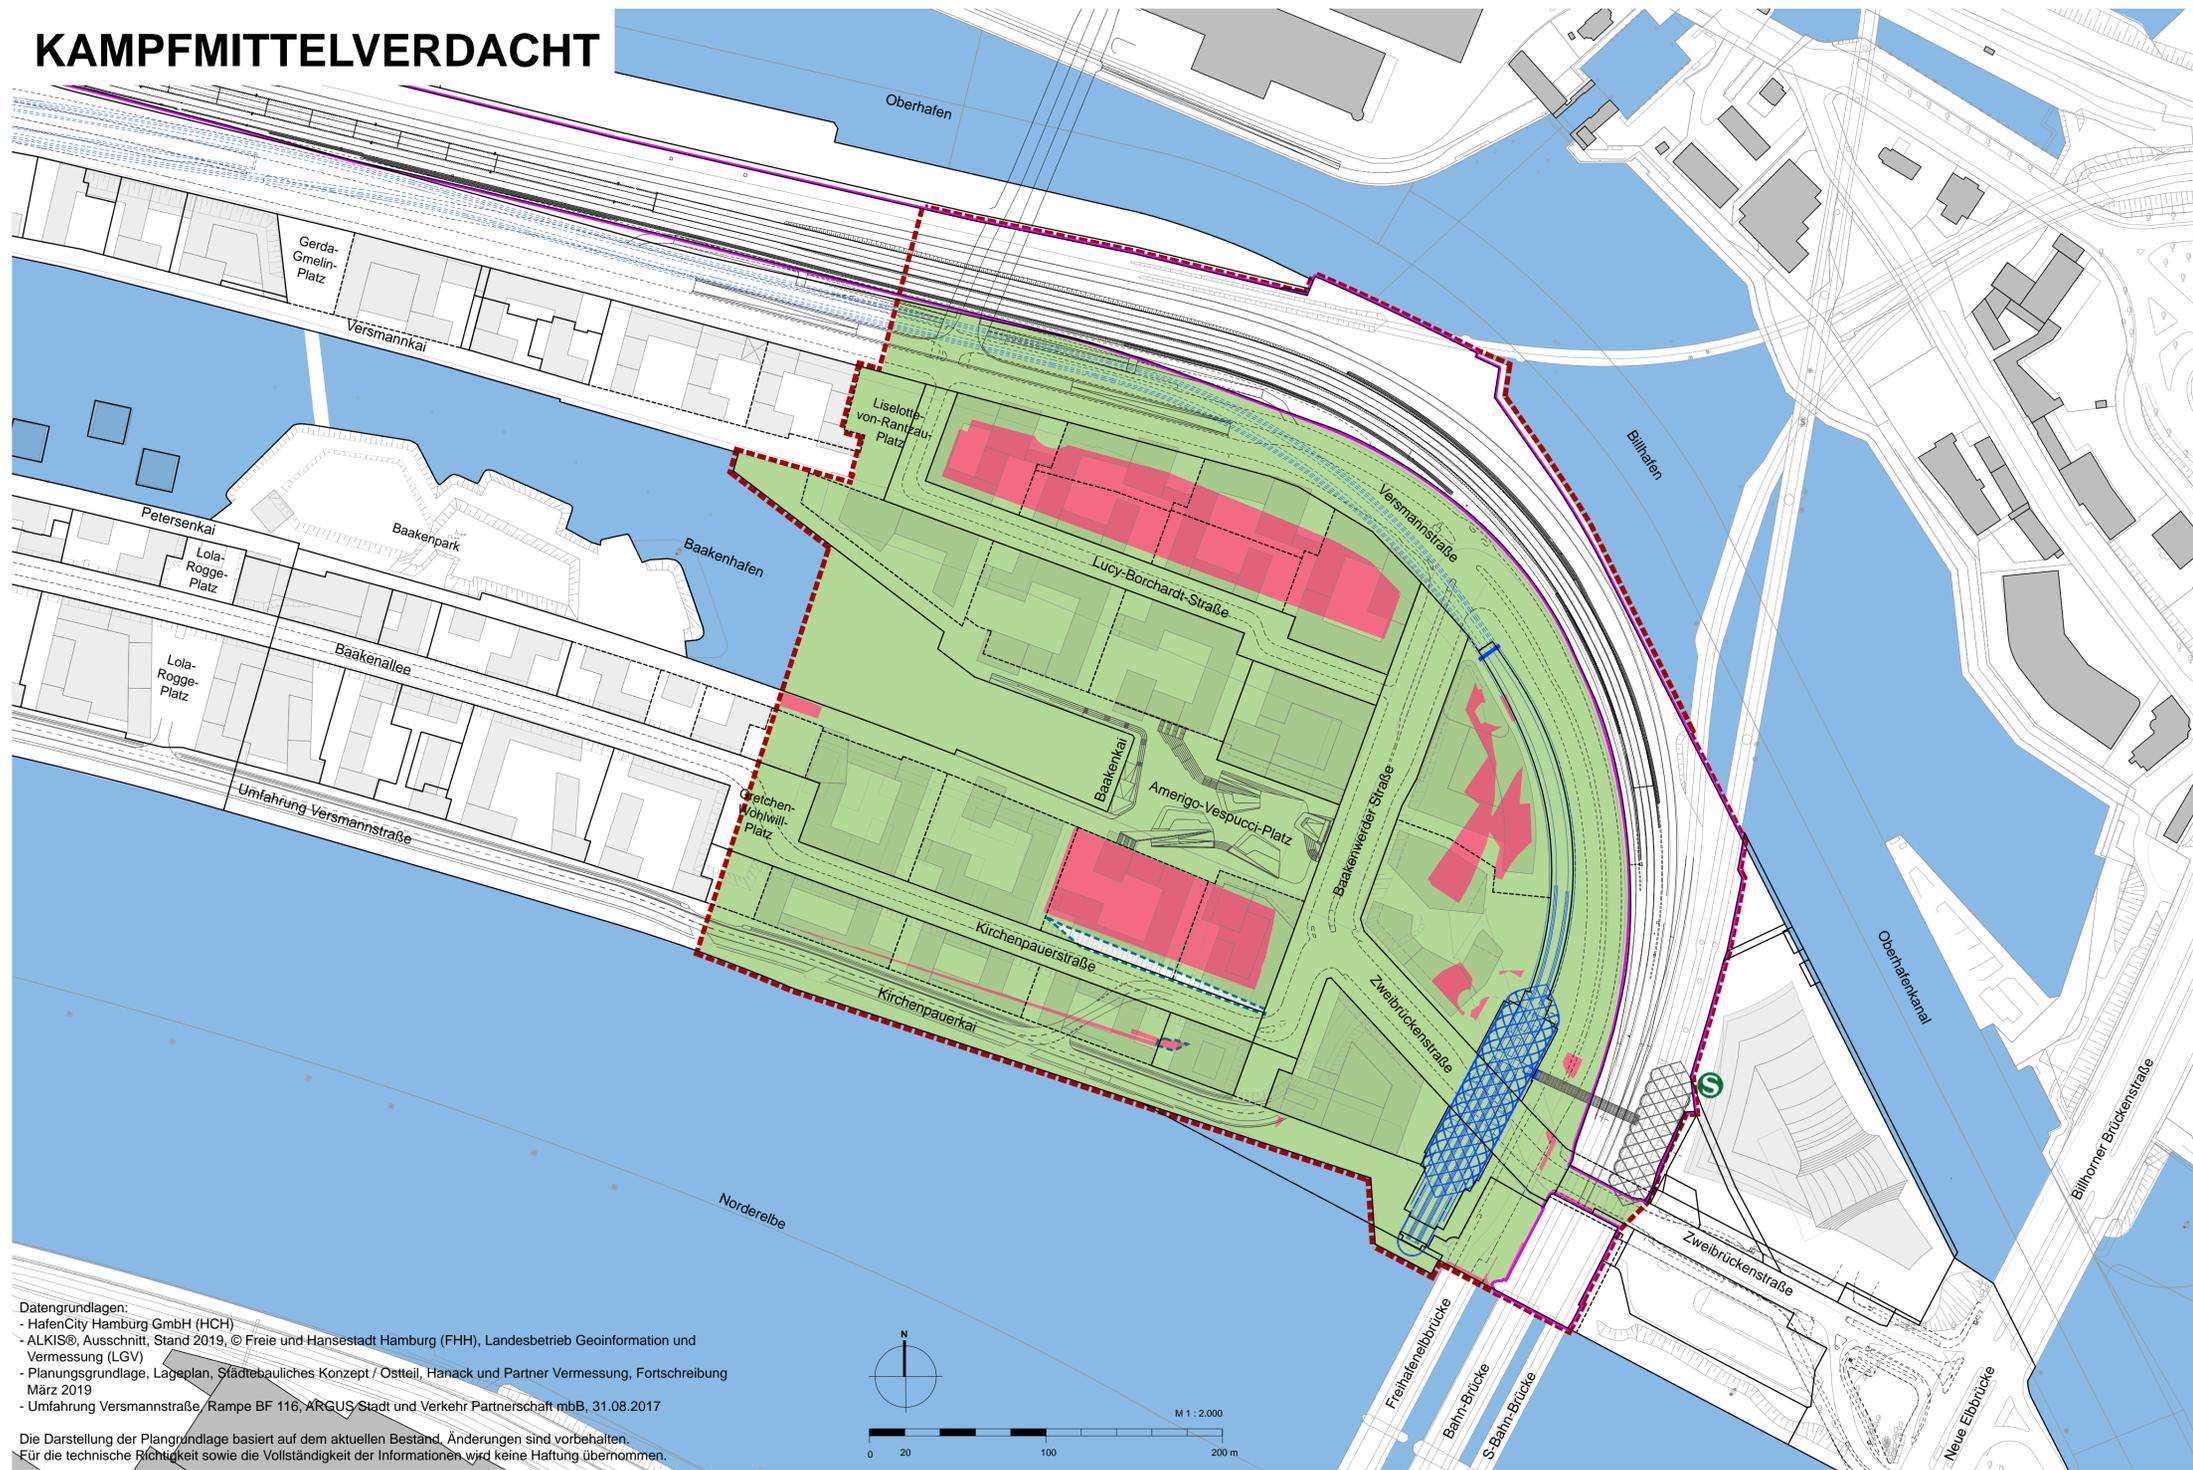 KAMPFMITTELVERDACHT
Oberhafen
Gerda-
Gmelin-
Platz
Versmannkai
Liselotte-
von-Rantzau-
Platz
Billhafen
Versmannstraße
Petersenkai
Baakenpark
Baakenhafen
Lola-
Rogge-
Platz
Lucy-Borchardt-Straße
Baakenallee
Lola-
Rogge-
Platz
Baakenkai
Amerigo-Vespucci-Platz
Baakenwerder Straße
Umfahrung Versmannstraße
Gretchen-
Wohlwill-
Platz
Kirchenpauerstraße
Kirchenpauerkai
Zweibrückenstraße
Oberhafenkanal
S
Billhorner Brückenstraße
Norderelbe
Zweibrückenstraße
Freihafenelbbrücke
Bahn-Brücke
S-Bahn-Brücke
Neue Elbbrücke
Datengrundlagen:
- HafenCity Hamburg GmbH (HCH)
- ALKIS®, Ausschnitt, Stand 2019, © Freie und Hansestadt Hamburg (FHH), Landesbetrieb Geoinformation und
Vermessung (LGV)
- Planungsgrundlage, Lageplan, Städtebauliches Konzept / Ostteil, Hanack und Partner Vermessung, Fortschreibung
März 2019
- Umfahrung Versmannstraße, Rampe BF 116, ARGUS Stadt und Verkehr Partnerschaft mbB, 31.08.2017
Die Darstellung der Plangrundlage basiert auf dem aktuellen Bestand, Änderungen sind vorbehalten.
Für die technische Richtigkeit sowie die Vollständigkeit der Informationen wird keine Haftung übernommen.
N
M 1 : 2.000
0 20 100 200 m